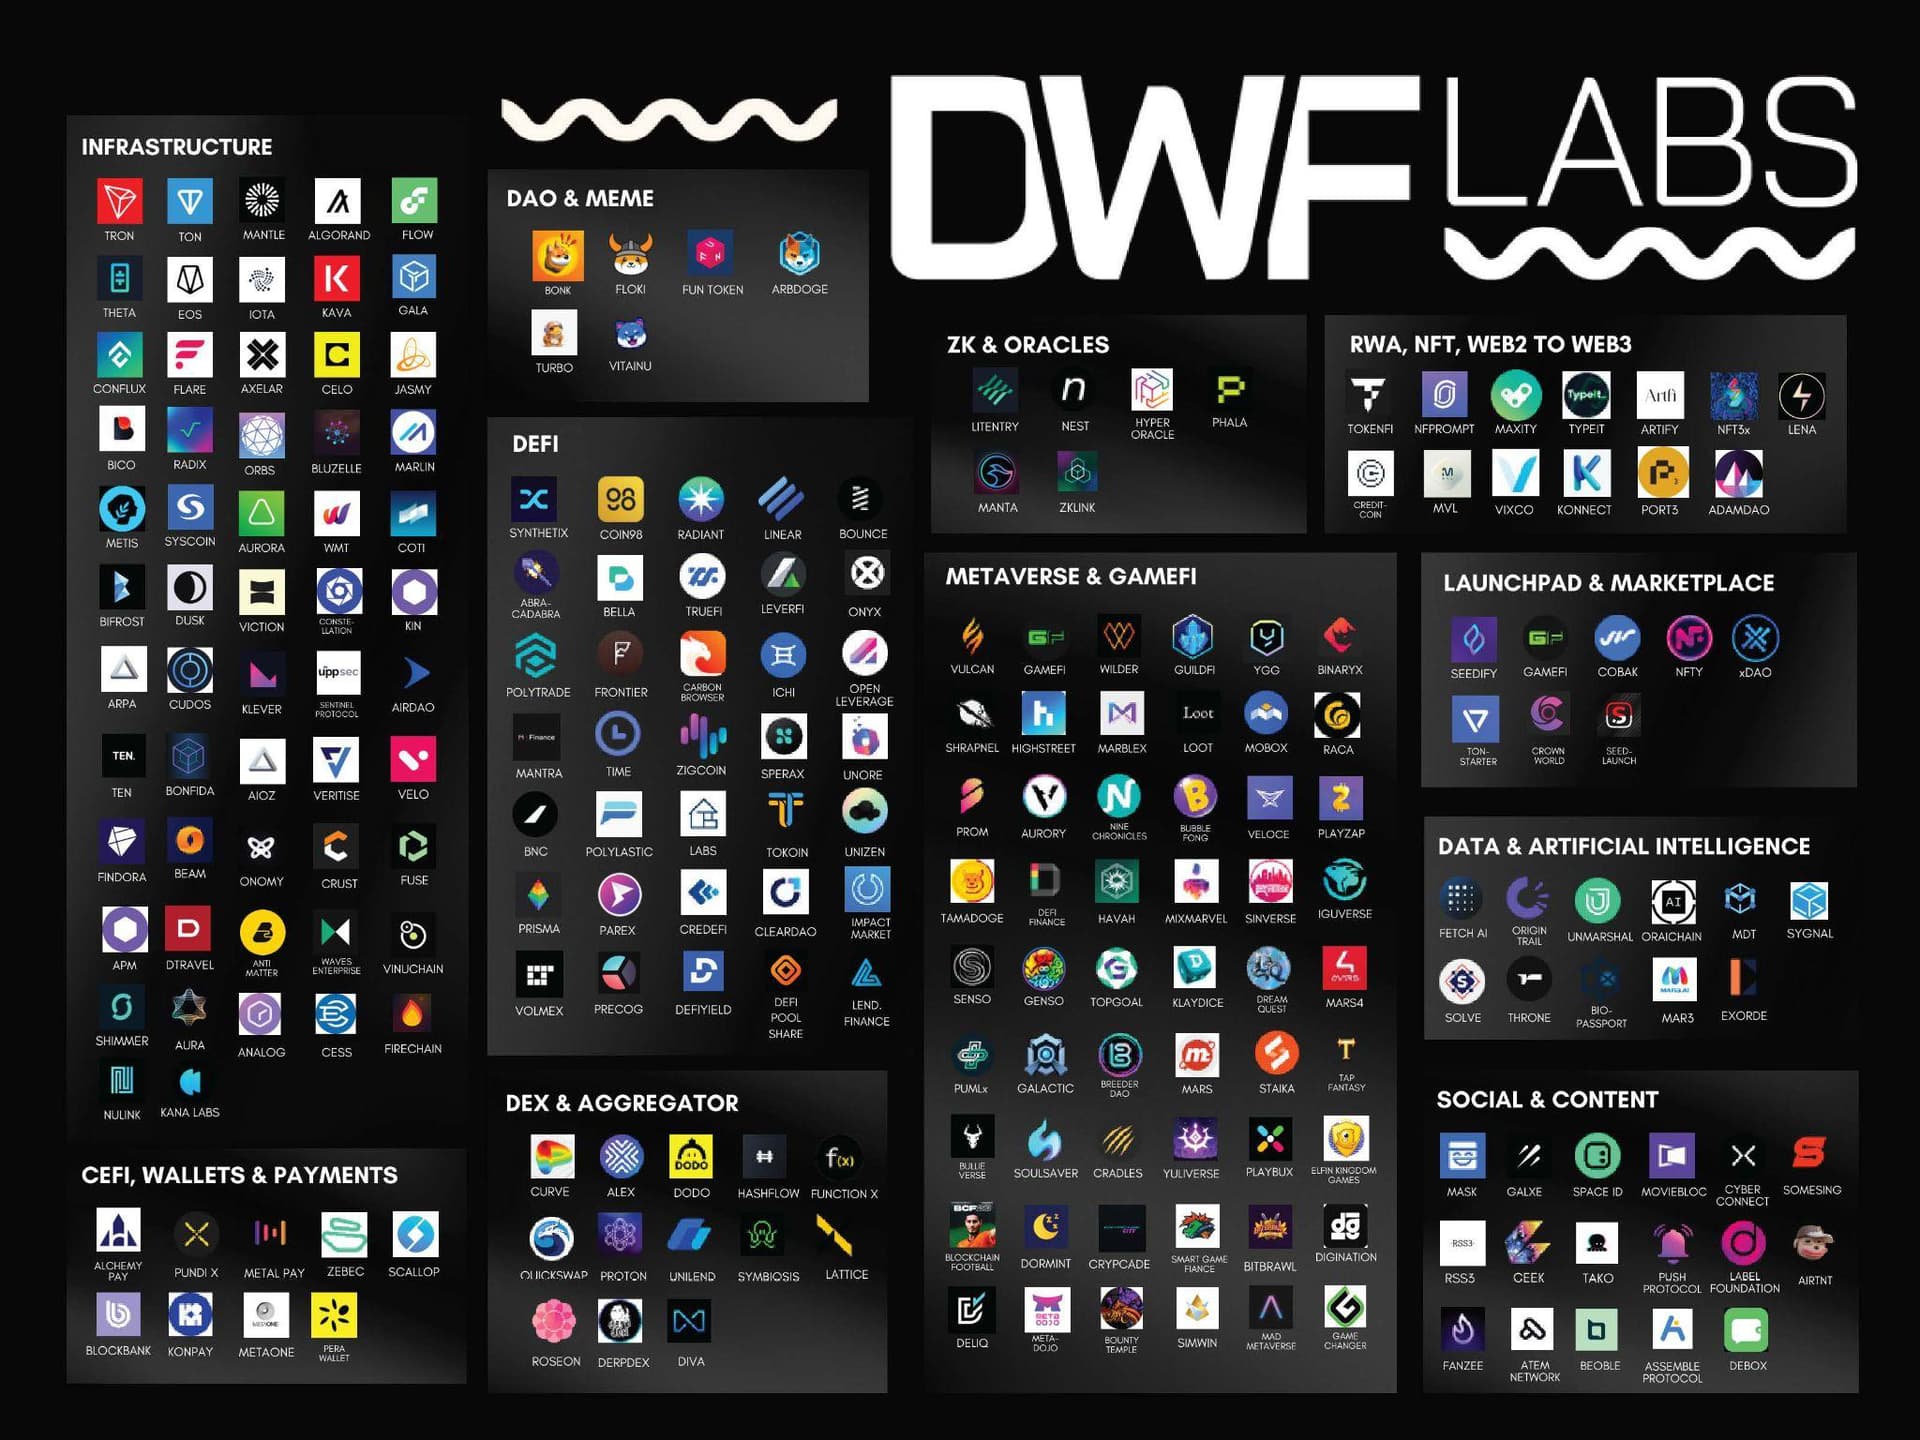 DWF LABS
INFRASTRUCTURE
TRON TON MANTLE ALGORAND FLOW
THETA EOS IOTA KAVA GALA
CONFLUX FLARE AXELAR CELO JASMY
BICO RADIX ORBS BLUZELLE MARLIN
METIS SYSCOIN AURORA WMT COTI
BIFROST DUSK VICTION CONSTE-
LLATION KIN
uppsec
ARPA CUDOS KLEVER SENTINEL
PROTOCOL AIRDAO
TEN.
TEN BONFIDA AIOZ VERITISE VELO
FINDORA BEAM ONOMY CRUST FUSE
APM DTRAVEL ANTI
MATTER WAVES
ENTERPRISE VINUCHAIN
SHIMMER AURA ANALOG CESS FIRECHAIN
NULINK KANA LABS
CEFI, WALLETS & PAYMENTS
ALCHEMY
PAY PUNDI X METAL PAY ZEBEC SCALLOP
BLOCKBANK KONPAY METAONE PERA
WALLET
DAO & MEME
FUN
BONK FLOKI FUN TOKEN ARBDOGE
TURBO VITAINU
DEFI
98
SYNTHETIX COIN98 RADIANT LINEAR BOUNCE
ABRA-
CADABRA BELLA TRUEFI LEVERFI ONYX
POLYTRADE FRONTIER CARBON
BROWSER ICHI OPEN
LEVERAGE
MANTRA TIME ZIGCOIN SPERAX UNORE
BNC POLYLASTIC LABS TOKOIN UNIZEN
PRISMA PAREX CREDEFI CLEARDAO IMPACT
MARKET
VOLMEX PRECOG DEFIYIELD DEFI
POOL
SHARE LEND.
FINANCE
DEX & AGGREGATOR
DODO f(x)
CURVE ALEX DODO HASHFLOW FUNCTION X
QUICKSWAP PROTON UNILEND SYMBIOSIS LATTICE
ROSEON DERPDEX DIVA
ZK & ORACLES
n
LITENTRY NEST HYPER
ORACLE PHALA
MANTA ZKLINK
RWA, NFT, WEB2 TO WEB3
TypeIt... Artfi
TOKENFI NFPROMPT MAXITY TYPEIT ARTIFY NFT3x LENA
CREDIT-
COIN MVL VIXCO KONNECT PORT3 ADAMDAO
METAVERSE & GAMEFI
VULCAN GAMEFI WILDER GUILDFI YGG BINARYX
Loot
SHRAPNEL HIGHSTREET MARBLEX LOOT MOBOX RACA
PROM AURORY NINE
CHRONICLES BUBBLE
FONG VELOCE PLAYZAP
TAMADOGE DEFI
FINANCE HAVAH MIXMARVEL SINVERSE IGUVERSE
SENSO GENSO TOPGOAL KLAYDICE DREAM
QUEST MARS4
PUMLx GALACTIC BREEDER
DAO MARS STAIKA TAP
FANTASY
BULLIE
VERSE SOULSAVER CRADLES YULIVERSE PLAYBUX ELFIN KINGDOM
GAMES
BLOCKCHAIN
FOOTBALL DORMINT CRYPCADE SMART GAME
FIANCE BITBRAWL DIGINATION
DELIQ META-
DOJO BOUNTY
TEMPLE SIMWIN MAD
METAVERSE GAME
CHANGER
LAUNCHPAD & MARKETPLACE
SEEDIFY GAMEFI COBAK NFTY xDAO
TON-
STARTER CROWN
WORLD SEED-
LAUNCH
DATA & ARTIFICIAL INTELLIGENCE
AI
FETCH AI ORIGIN
TRAIL UNMARSHAL ORAICHAIN MDT SYGNAL
SOLVE THRONE BIO-
PASSPORT MAR3 EXORDE
SOCIAL & CONTENT
MASK GALXE SPACE ID MOVIEBLOC CYBER
CONNECT SOMESING
RSS3
RSS3 CEEK TAKO PUSH
PROTOCOL LABEL
FOUNDATION AIRTNT
FANZEE ATEM
NETWORK BEOBLE ASSEMBLE
PROTOCOL DEBOX